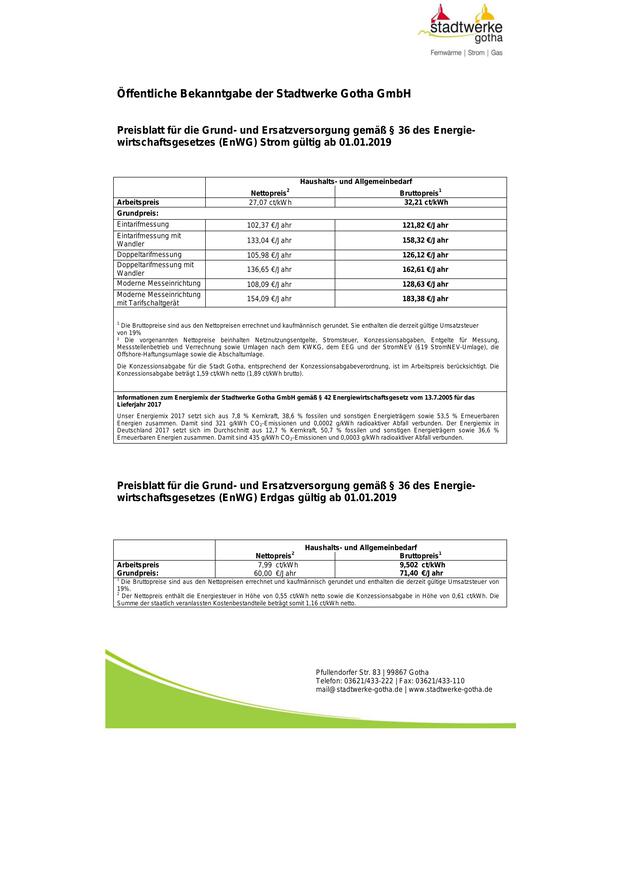 stadtwerke
gotha
Fernwärme | Strom | Gas
Öffentliche Bekanntgabe der Stadtwerke Gotha GmbH
Preisblatt für die Grund- und Ersatzversorgung gemäß § 36 des Energie-
wirtschaftsgesetzes (EnWG) Strom gültig ab 01.01.2019
Haushalts- und Allgemeinbedarf
Nettopreis² Bruttopreis¹
Arbeitspreis 27,07 ct/kWh 32,21 ct/kWh
Grundpreis:
Eintarifmessung 102,37 €/Jahr 121,82 €/Jahr
Eintarifmessung mit
Wandler 133,04 €/Jahr 158,32 €/Jahr
Doppeltarifmessung 105,98 €/Jahr 126,12 €/Jahr
Doppeltarifmessung mit
Wandler 136,65 €/Jahr 162,61 €/Jahr
Moderne Messeinrichtung 108,09 €/Jahr 128,63 €/Jahr
Moderne Messeinrichtung
mit Tarifschaltgerät 154,09 €/Jahr 183,38 €/Jahr
¹ Die Bruttopreise sind aus den Nettopreisen errechnet und kaufmännisch gerundet. Sie enthalten die derzeit gültige Umsatzsteuer
von 19%
² Die vorgenannten Nettopreise beinhalten Netznutzungsentgelte, Stromsteuer, Konzessionsabgaben, Entgelte für Messung,
Messstellenbetrieb und Verrechnung sowie Umlagen nach dem KWKG, dem EEG und der StromNEV (§19 StromNEV-Umlage), die
Offshore-Haftungsumlage sowie die Abschaltumlage.
Die Konzessionsabgabe für die Stadt Gotha, entsprechend der Konzessionsabgabeverordnung, ist im Arbeitspreis berücksichtigt. Die
Konzessionsabgabe beträgt 1,59 ct/kWh netto (1,89 ct/kWh brutto).
Informationen zum Energiemix der Stadtwerke Gotha GmbH gemäß § 42 Energiewirtschaftsgesetz vom 13.7.2005 für das
Lieferjahr 2017
Unser Energiemix 2017 setzt sich aus 7,8 % Kernkraft, 38,6 % fossilen und sonstigen Energieträgern sowie 53,5 % Erneuerbaren
Energien zusammen. Damit sind 321 g/kWh CO₂-Emissionen und 0,0002 g/kWh radioaktiver Abfall verbunden. Der Energiemix in
Deutschland 2017 setzt sich im Durchschnitt aus 12,7 % Kernkraft, 50,7 % fossilen und sonstigen Energieträgern sowie 36,6 %
Erneuerbaren Energien zusammen. Damit sind 435 g/kWh CO₂-Emissionen und 0,0003 g/kWh radioaktiver Abfall verbunden.
Preisblatt für die Grund- und Ersatzversorgung gemäß § 36 des Energie-
wirtschaftsgesetzes (EnWG) Erdgas gültig ab 01.01.2019
Haushalts- und Allgemeinbedarf
Nettopreis² Bruttopreis¹
Arbeitspreis 7,99 ct/kWh 9,502 ct/kWh
Grundpreis: 60,00 €/Jahr 71,40 €/Jahr
¹ Die Bruttopreise sind aus den Nettopreisen errechnet und kaufmännisch gerundet und enthalten die derzeit gültige Umsatzsteuer von
19%.
² Der Nettopreis enthält die Energiesteuer in Höhe von 0,55 ct/kWh netto sowie die Konzessionsabgabe in Höhe von 0,61 ct/kWh. Die
Summe der staatlich veranlassten Kostenbestandteile beträgt somit 1,16 ct/kWh netto.
Pfullendorfer Str. 83 | 99867 Gotha
Telefon: 03621/433-222 | Fax: 03621/433-110
mail@stadtwerke-gotha.de | www.stadtwerke-gotha.de